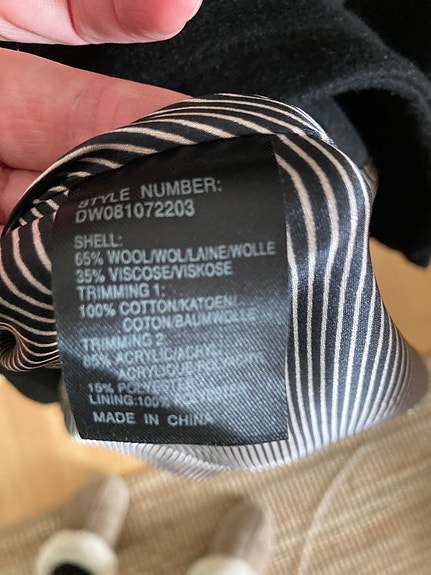 STYLE NUMBER:
DW081072203
SHELL:
65% WOOL/WOL/LAINE/WOLLE
35% VISCOSE/VISKOSE
TRIMMING 1:
100% COTTON/KATOEN/
COTON/BAUMWOLLE
TRIMMING 2:
85% ACRYLIC/ACRYL
ACRYLIQUE
15% POLYESTER
LINING:100%
MADE IN CHINA